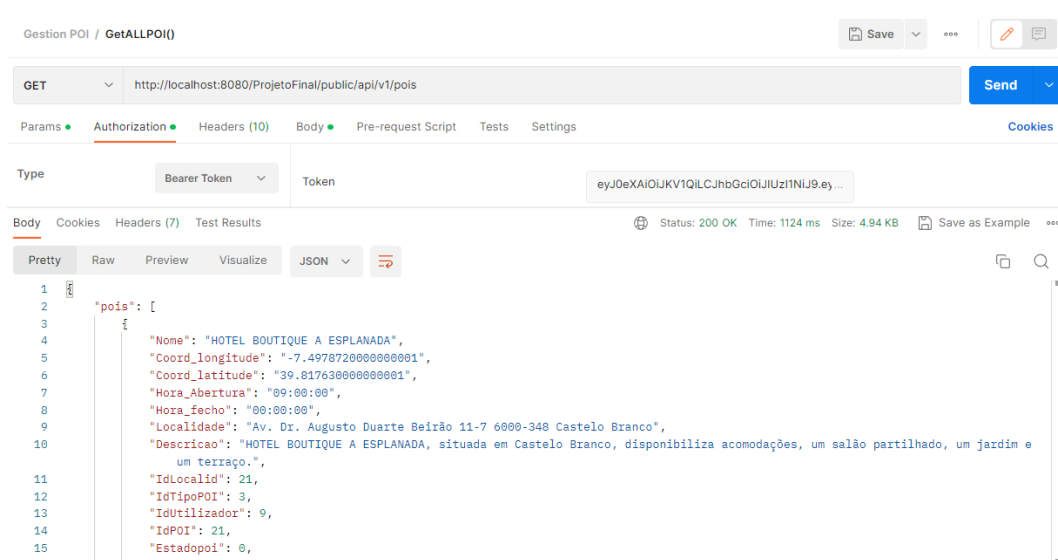 Gestion POI / GetALLPOI()
Save
GET http://localhost:8080/ProjetoFinal/public/api/v1/pois Send
Params Authorization Headers (10) Body Pre-request Script Tests Settings Cookies
Type Bearer Token Token eyJ0eXAiOiJKV1QiLCJhbGciOiJIUzI1NiJ9.ey...
Body Cookies Headers (7) Test Results Status: 200 OK Time: 1124 ms Size: 4.94 KB Save as Example
Pretty Raw Preview Visualize JSON
1 {
2 "pois": [
3 {
4 "Nome": "HOTEL BOUTIQUE A ESPLANADA",
5 "Coord_longitude": "-7.4978720000000001",
6 "Coord_latitude": "39.817630000000001",
7 "Hora_Abertura": "09:00:00",
8 "Hora_fecho": "00:00:00",
9 "Localidade": "Av. Dr. Augusto Duarte Beirão 11-7 6000-348 Castelo Branco",
10 "Descricao": "HOTEL BOUTIQUE A ESPLANADA, situada em Castelo Branco, disponibiliza acomodações, um salão partilhado, um jardim e
um terraço.",
11 "IdLocalid": 21,
12 "IdTipoPOI": 3,
13 "IdUtilizador": 9,
14 "IdPOI": 21,
15 "Estadopoi": 0,